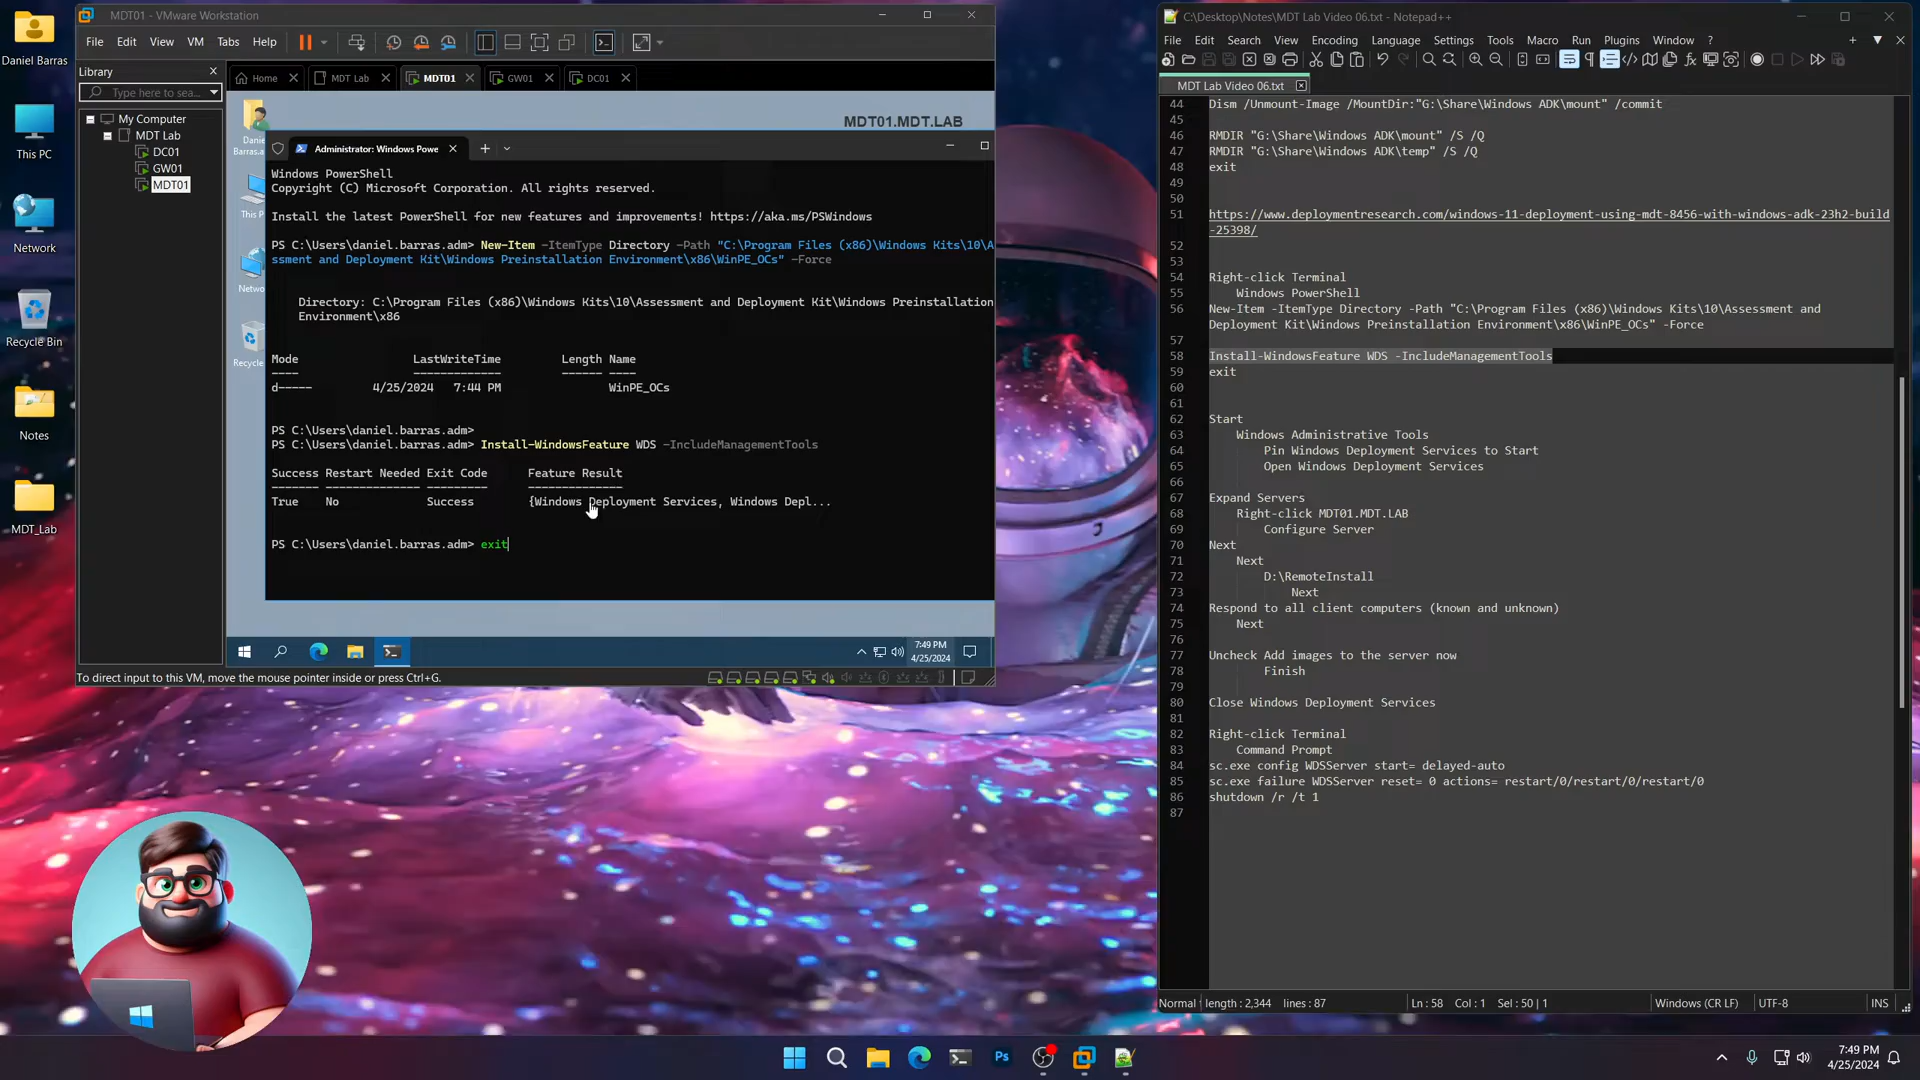 Daniel Barras
This PC
Network
Recycle Bin
Notes
MDT_Lab
MDT01 - VMware Workstation
File Edit View VM Tabs Help
Library
Type here to sea...
My Computer
MDT Lab
DC01
GW01
MDT01
Home
MDT Lab
MDT01
GW01
DC01
Daniel
Barras.a
This P
Networ
Recycle
MDT01.MDT.LAB
Administrator: Windows Powe
Windows PowerShell
Copyright (C) Microsoft Corporation. All rights reserved.
Install the latest PowerShell for new features and improvements! https://aka.ms/PSWindows
PS C:\Users\daniel.barras.adm> New-Item -ItemType Directory -Path "C:\Program Files (x86)\Windows Kits\10\A
ssment and Deployment Kit\Windows Preinstallation Environment\x86\WinPE_OCs" -Force
Directory: C:\Program Files (x86)\Windows Kits\10\Assessment and Deployment Kit\Windows Preinstallation
Environment\x86
Mode LastWriteTime Length Name
---- ------------- ------ ----
d----- 4/25/2024 7:44 PM WinPE_OCs
PS C:\Users\daniel.barras.adm>
PS C:\Users\daniel.barras.adm> Install-WindowsFeature WDS -IncludeManagementTools
Success Restart Needed Exit Code Feature Result
------- -------------- --------- --------------
True No Success {Windows Deployment Services, Windows Depl...
PS C:\Users\daniel.barras.adm> exit
7:49 PM
4/25/2024
To direct input to this VM, move the mouse pointer inside or press Ctrl+G.
C:\Desktop\Notes\MDT Lab Video 06.txt - Notepad++
File Edit Search View Encoding Language Settings Tools Macro Run Plugins Window ?
MDT Lab Video 06.txt
44 Dism /Unmount-Image /MountDir:"G:\Share\Windows ADK\mount" /commit
45
46 RMDIR "G:\Share\Windows ADK\mount" /S /Q
47 RMDIR "G:\Share\Windows ADK\temp" /S /Q
48 exit
49
50
51 https://www.deploymentresearch.com/windows-11-deployment-using-mdt-8456-with-windows-adk-23h2-build
-25398/
52
53
54 Right-click Terminal
55 Windows PowerShell
56 New-Item -ItemType Directory -Path "C:\Program Files (x86)\Windows Kits\10\Assessment and
Deployment Kit\Windows Preinstallation Environment\x86\WinPE_OCs" -Force
57
58 Install-WindowsFeature WDS -IncludeManagementTools
59 exit
60
61
62 Start
63 Windows Administrative Tools
64 Pin Windows Deployment Services to Start
65 Open Windows Deployment Services
66
67 Expand Servers
68 Right-click MDT01.MDT.LAB
69 Configure Server
70 Next
71 Next
72 D:\RemoteInstall
73 Next
74 Respond to all client computers (known and unknown)
75 Next
76
77 Uncheck Add images to the server now
78 Finish
79
80 Close Windows Deployment Services
81
82 Right-click Terminal
83 Command Prompt
84 sc.exe config WDSServer start= delayed-auto
85 sc.exe failure WDSServer reset= 0 actions= restart/0/restart/0/restart/0
86 shutdown /r /t 1
87
Normal length : 2,344 lines : 87 Ln : 58 Col : 1 Sel : 50 | 1 Windows (CR LF) UTF-8 INS
Ps
7:49 PM
4/25/2024